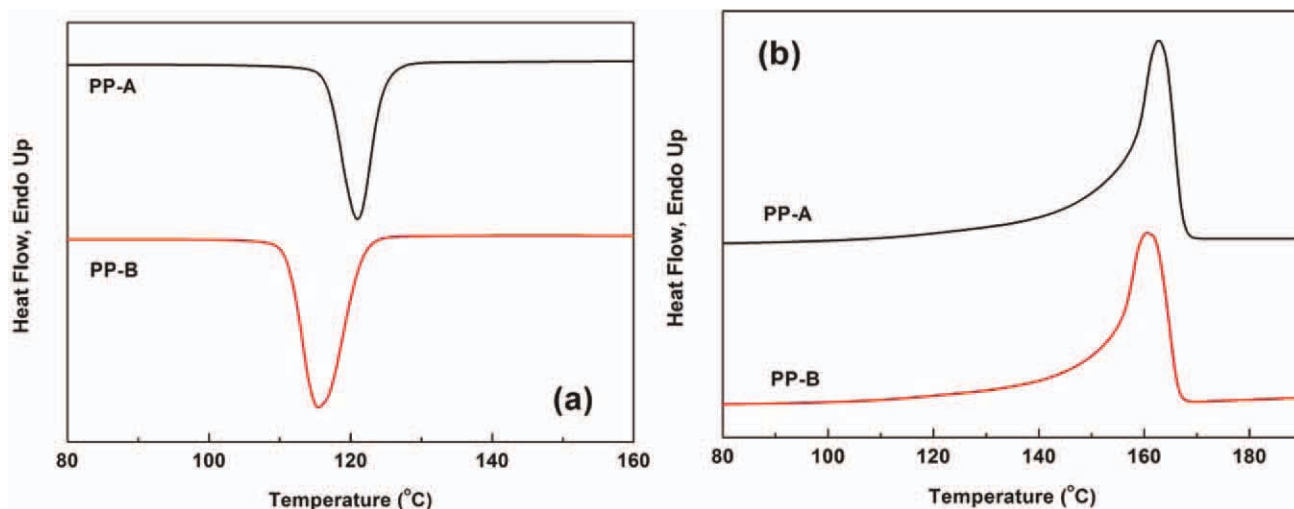 Heat Flow, Endo Up
PP-A
PP-B
(a)
80 100 120 140 160
Temperature (°C)
Heat Flow, Endo Up
(b)
PP-A
PP-B
80 100 120 140 160 180
Temperature (°C)